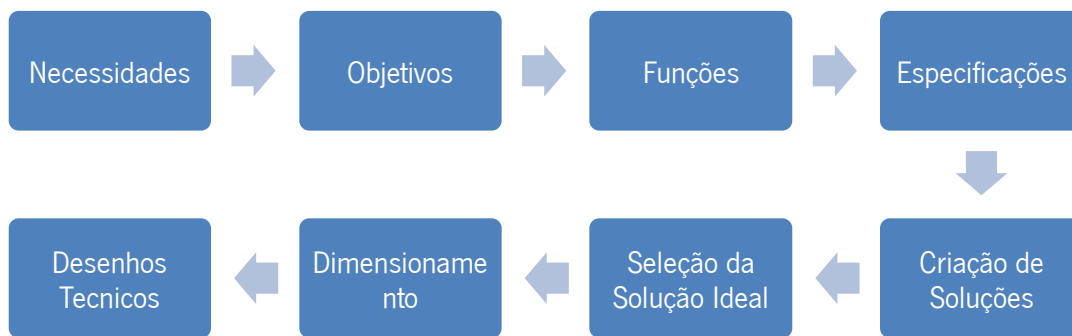 Necessidades
Objetivos
Funções
Especificações
Criação de
Soluções
Seleção da
Solução Ideal
Dimensioname
nto
Desenhos
Tecnicos